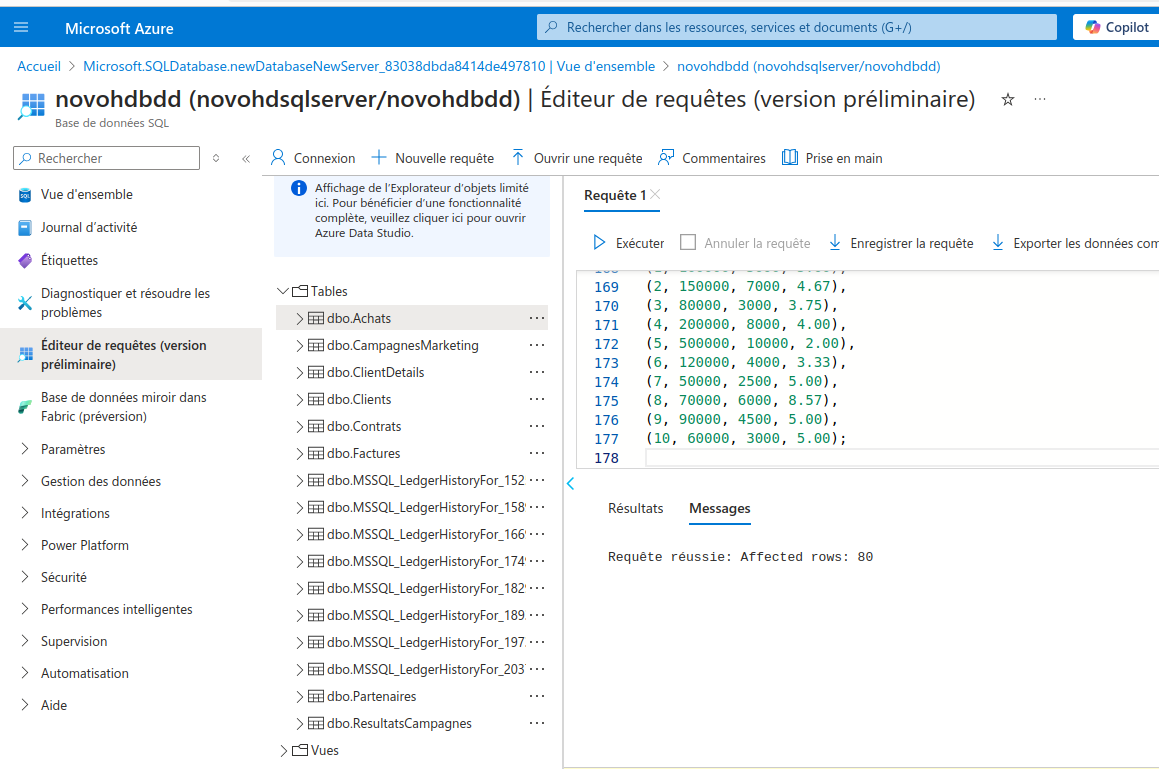 Microsoft Azure
Rechercher dans les ressources, services et documents (G+/)
Copilot
Accueil > Microsoft.SQLDatabase.newDatabaseNewServer_83038dbda8414de497810 | Vue d'ensemble > novohdbdd (novohdsqlserver/novohdbdd)
novohdbdd (novohdsqlserver/novohdbdd) | Éditeur de requêtes (version préliminaire)
Base de données SQL
Rechercher
Connexion
Nouvelle requête
Ouvrir une requête
Commentaires
Prise en main
Vue d'ensemble
Journal d’activité
Étiquettes
Diagnostiquer et résoudre les
problèmes
Éditeur de requêtes (version
préliminaire)
Base de données miroir dans
Fabric (préversion)
Paramètres
Gestion des données
Intégrations
Power Platform
Sécurité
Performances intelligentes
Supervision
Automatisation
Aide
Affichage de l’Explorateur d’objets limité
ici. Pour bénéficier d’une fonctionnalité
complète, veuillez cliquer ici pour ouvrir
Azure Data Studio.
Tables
dbo.Achats
dbo.CampagnesMarketing
dbo.ClientDetails
dbo.Clients
dbo.Contrats
dbo.Factures
dbo.MSSQL_LedgerHistoryFor_152
dbo.MSSQL_LedgerHistoryFor_158
dbo.MSSQL_LedgerHistoryFor_166
dbo.MSSQL_LedgerHistoryFor_174
dbo.MSSQL_LedgerHistoryFor_182
dbo.MSSQL_LedgerHistoryFor_189
dbo.MSSQL_LedgerHistoryFor_197
dbo.MSSQL_LedgerHistoryFor_203
dbo.Partenaires
dbo.ResultatsCampagnes
Vues
Requête 1
Exécuter
Annuler la requête
Enregistrer la requête
Exporter les données com
169 (2, 150000, 7000, 4.67),
170 (3, 80000, 3000, 3.75),
171 (4, 200000, 8000, 4.00),
172 (5, 500000, 10000, 2.00),
173 (6, 120000, 4000, 3.33),
174 (7, 50000, 2500, 5.00),
175 (8, 70000, 6000, 8.57),
176 (9, 90000, 4500, 5.00),
177 (10, 60000, 3000, 5.00);
178
Résultats
Messages
Requête réussie: Affected rows: 80